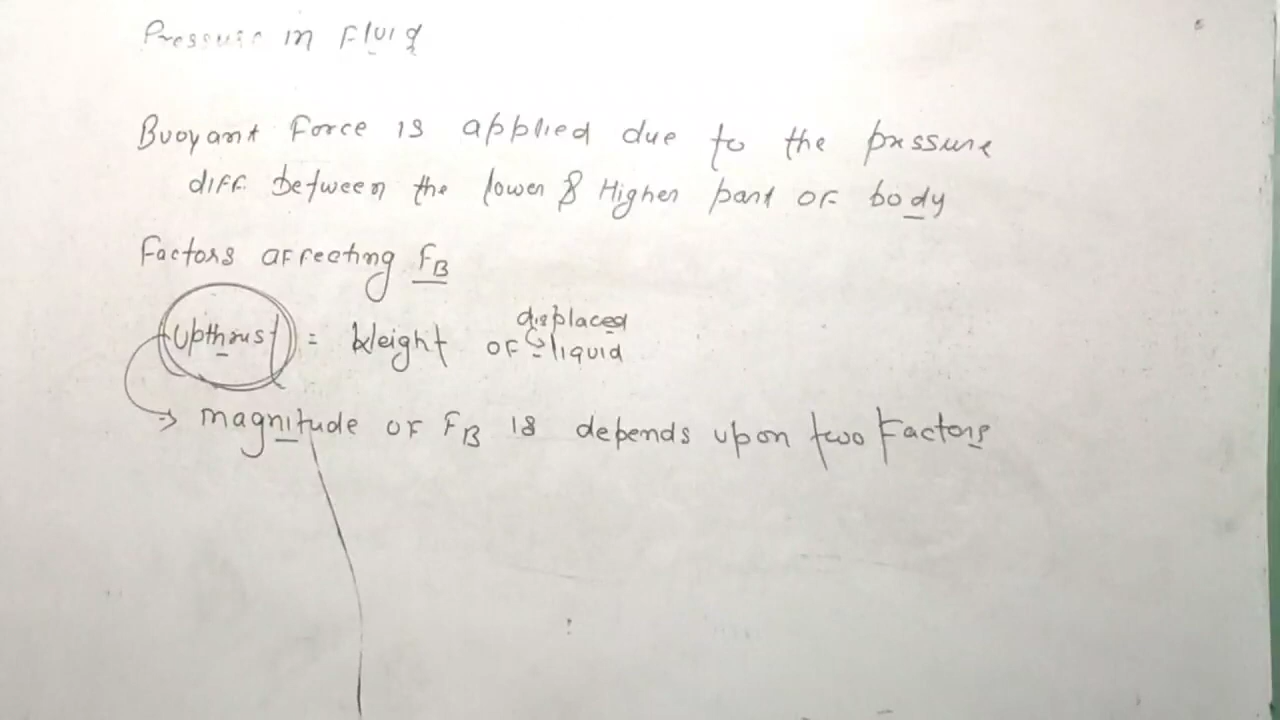 Pressure in Fluid
Buoyant Force is applied due to the pressure
diff between the lower & Higher part of body
Factors affecting FB
Upthrust = Weight of displaced liquid
→ magnitude of FB is depends upon two Factors